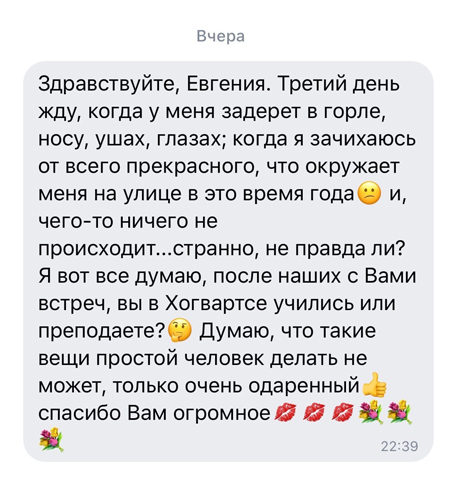 Вчера
Здравствуйте, Евгения. Третий день
жду, когда у меня задерет в горле,
носу, ушах, глазах; когда я зачихаюсь
от всего прекрасного, что окружает
меня на улице в это время года😕 и,
чего-то ничего не
происходит...странно, не правда ли?
Я вот все думаю, после наших с Вами
встреч, вы в Хогвартсе учились или
преподаете?🤔 Думаю, что такие
вещи простой человек делать не
может, только очень одаренный👍
спасибо Вам огромное💋💋💋💐💐
💐
22:39